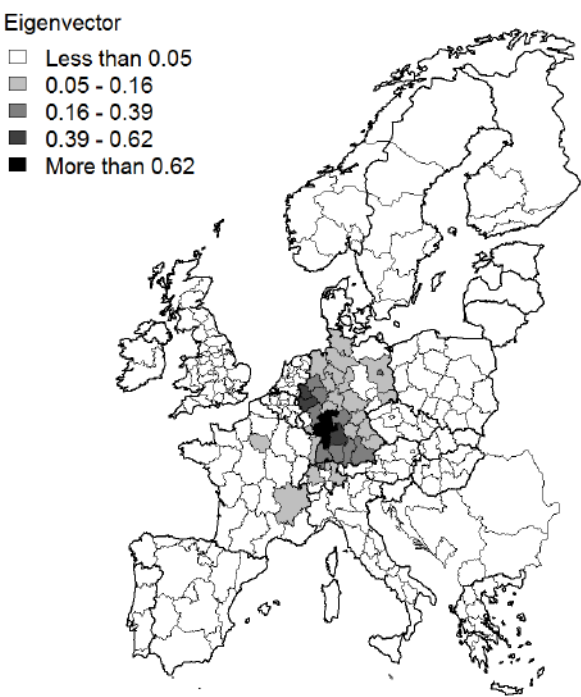 Eigenvector
Less than 0.05
0.05 - 0.16
0.16 - 0.39
0.39 - 0.62
More than 0.62